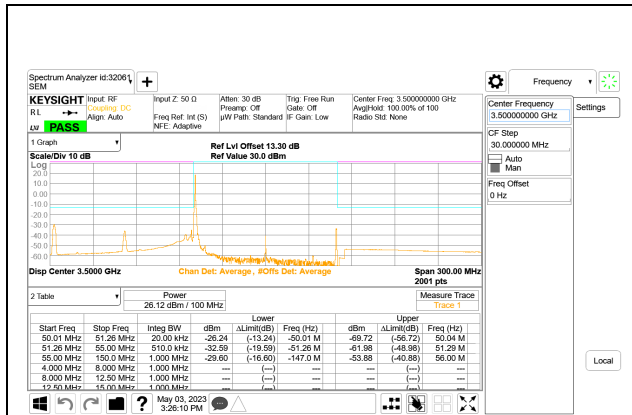 Spectrum Analyzer id:32061
SEM
Frequency
KEYSIGHT
R L
LXI PASS
Input: RF
Coupling: DC
Align: Auto
Input Z: 50 Ω
Freq Ref: Int (S)
NFE: Adaptive
Atten: 30 dB
Preamp: Off
µW Path: Standard
Trig: Free Run
Gate: Off
IF Gain: Low
Center Freq: 3.500000000 GHz
Avg|Hold: 100.00% of 100
Radio Std: None
Center Frequency
3.500000000 GHz
Settings
CF Step
30.000000 MHz
Auto
Man
Freq Offset
0 Hz
Local
1 Graph
Scale/Div 10 dB
Ref Lvl Offset 13.30 dB
Ref Value 30.0 dBm
Log
20.0
10.0
0.00
-10.0
-20.0
-30.0
-40.0
-50.0
-60.0
Disp Center 3.5000 GHz
Chan Det: Average, #Offs Det: Average
Span 300.00 MHz
2001 pts
2 Table
Power
26.12 dBm / 100 MHz
Measure Trace
Trace 1
Lower Upper
Start Freq Stop Freq Integ BW dBm ΔLimit(dB) Freq (Hz) dBm ΔLimit(dB) Freq (Hz)
50.01 MHz 51.26 MHz 20.00 kHz -26.24 (-13.24) -50.01 M -69.72 (-56.72) 50.04 M
51.26 MHz 55.00 MHz 510.0 kHz -32.59 (-19.59) -51.26 M -61.98 (-48.98) 51.29 M
55.00 MHz 150.0 MHz 1.000 MHz -29.60 (-16.60) -147.0 M -53.88 (-40.88) 56.00 M
4.000 MHz 8.000 MHz 1.000 MHz --- (---) --- (---)
8.000 MHz 12.50 MHz 1.000 MHz --- (---) --- (---)
12.50 MHz 15.00 MHz 1.000 MHz --- (---) --- (---)
May 03, 2023
3:26:10 PM